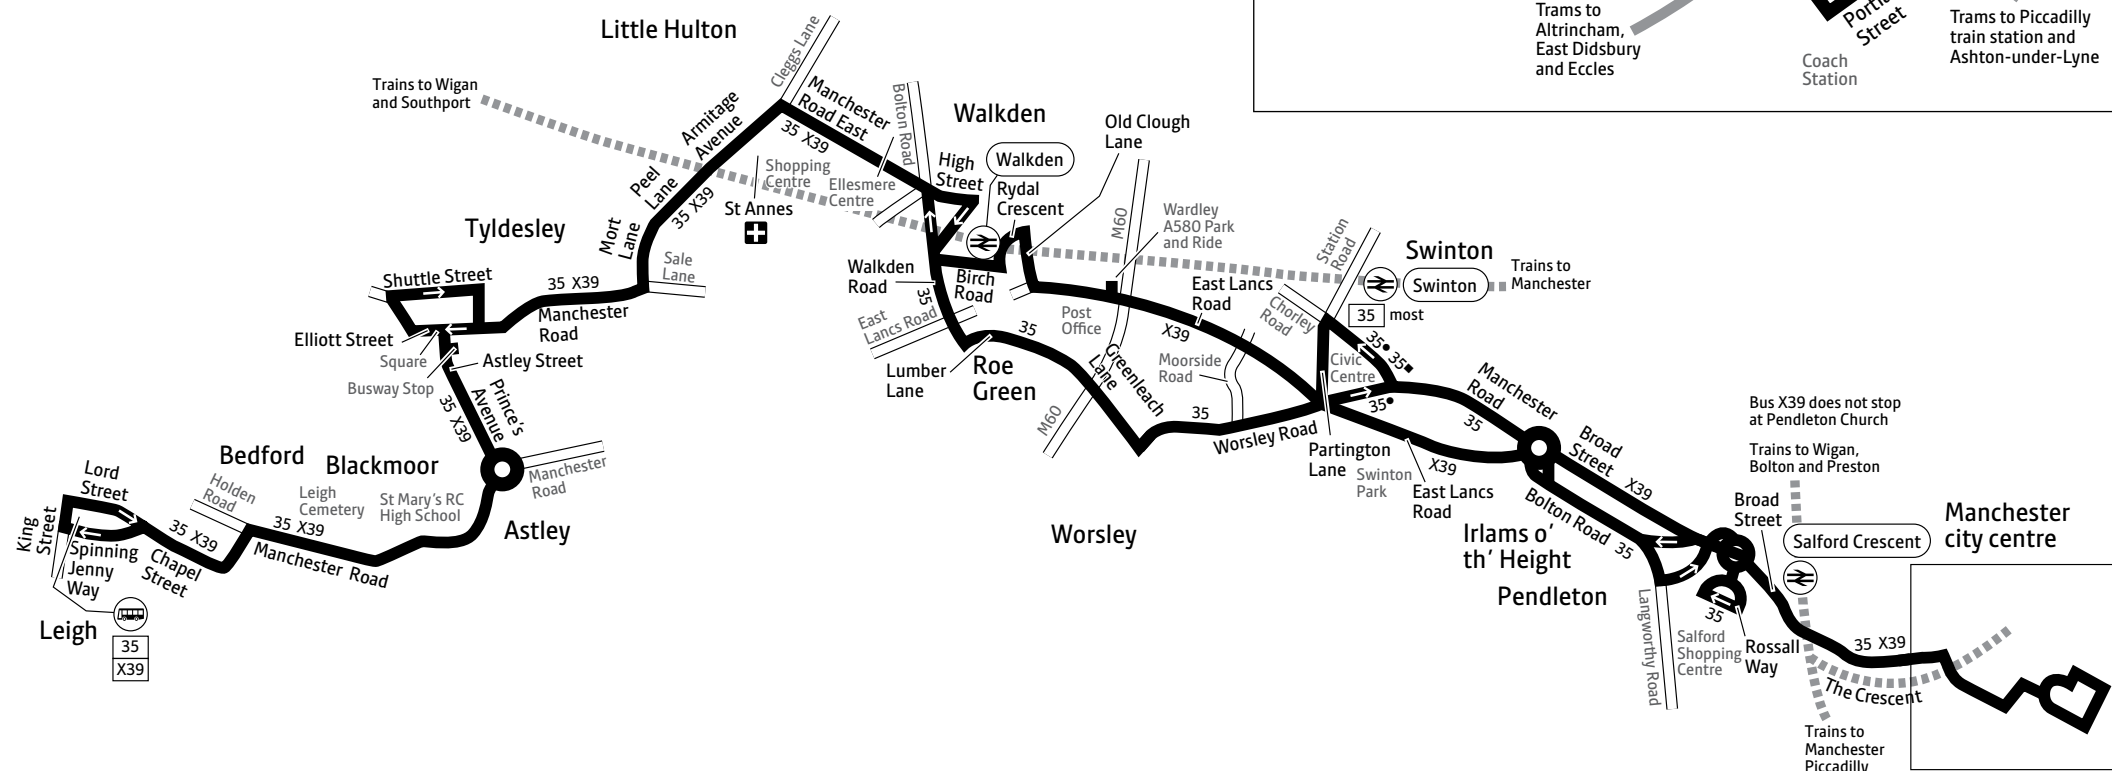 Little Hulton
Trains to Wigan
and Southport
Cleggs Lane
Armitage
Avenue
Manchester
Road East
35 X39
Bolton Road
Walkden
Old Clough
Lane
Trams to
Altrincham,
East Didsbury
and Eccles
Portl
Street
Coach
Station
Trams to Piccadilly
train station and
Ashton-under-Lyne
Peel
Lane
35 X39
Shopping
Centre
Ellesmere
Centre
St Annes
High
Street
Walkden
Rydal
Crescent
M60
Wardley
A580 Park
and Ride
Station
Road
Swinton
Swinton
Trains to
Manchester
35
most
Tyldesley
Mort
Lane
Sale
Lane
Shuttle Street
35 X39
Manchester
Road
Elliott Street
Square
Busway Stop
Astley Street
35 X39
Prince's
Avenue
Walkden
Road
35
Birch
Road
East
Lancs Road
Lumber
Lane
Roe
Green
35
Post
Office
X39
East Lancs
Road
Chorley
Road
Greenleach
Lane
Moorside
Road
M60
35
Worsley Road
Civic
Centre
35• 35◆
35•
Manchester
Road
35
Partington
Lane
Swinton
Park
X39
East Lancs
Road
Broad
Street
X39
Bus X39 does not stop
at Pendleton Church
Trains to Wigan,
Bolton and Preston
Broad
Street
Salford Crescent
Manchester
city centre
Bedford
Blackmoor
Lord
Street
Holden
Road
Leigh
Cemetery
St Mary's RC
High School
Manchester
Road
Astley
King
Street
35 X39
35 X39
Manchester Road
Spinning
Jenny
Way
Chapel
Street
Leigh
35
X39
Worsley
Irlams o'
th' Height
Bolton Road
35
Pendleton
Langworthy Road
35
Salford
Shopping
Centre
Rossall
Way
35 X39
The Crescent
Trains to
Manchester
Piccadilly